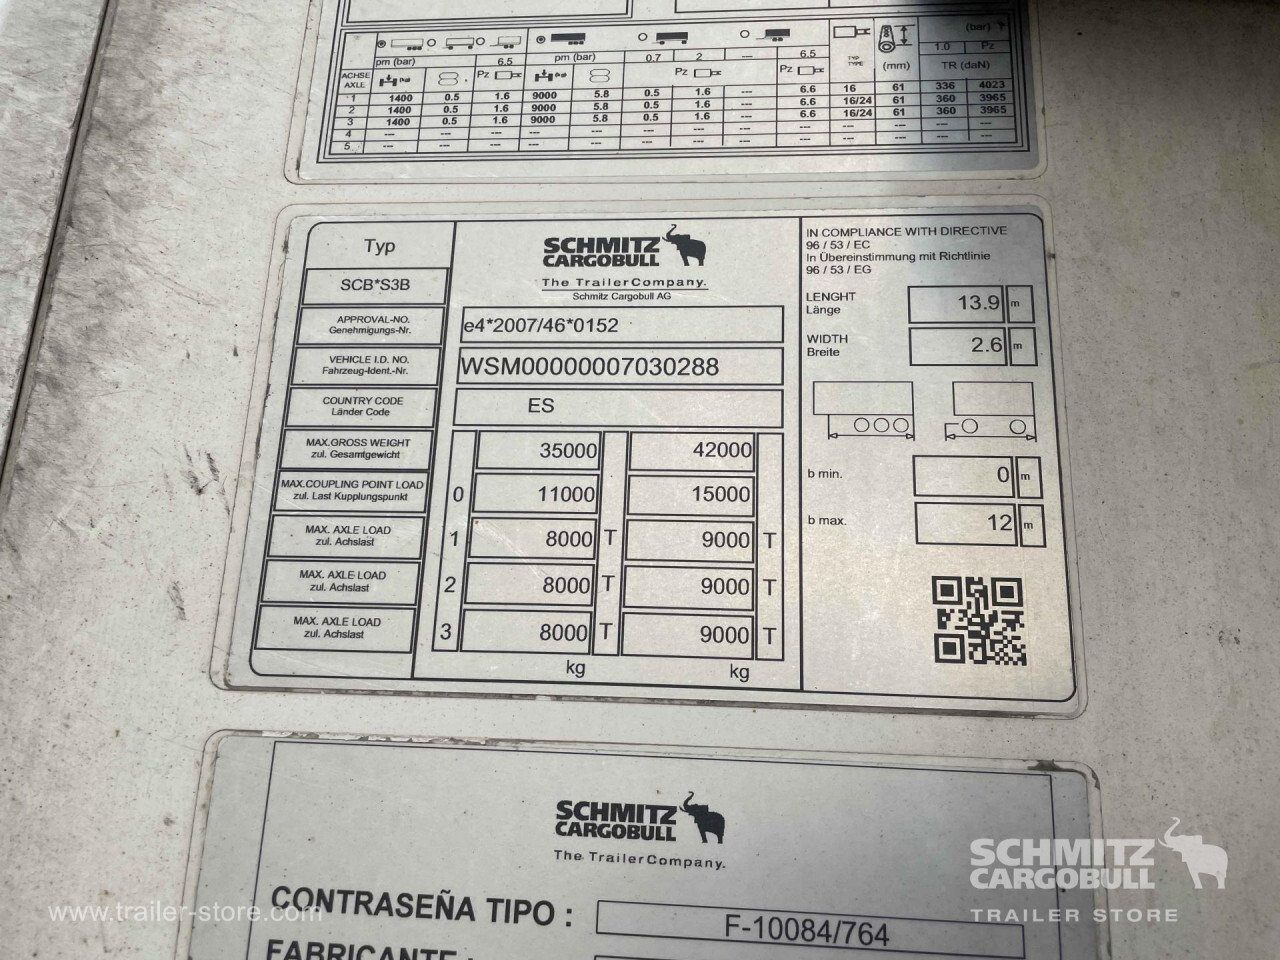 (bar)
pm (bar) 6.5 pm (bar) 0.7 2 --- 6.5 TYP TYPE (mm) 1.0 Pz
ACHSE AXLE Pz Pz Pz TR (daN)
1 1400 0.5 1.6 9000 5.8 0.5 1.6 --- 6.6 16 61 336 4023
2 1400 0.5 1.6 9000 5.8 0.5 1.6 --- 6.6 16/24 61 360 3965
3 1400 0.5 1.6 9000 5.8 0.5 1.6 --- 6.6 16/24 61 360 3965
4 --- --- --- --- --- --- --- --- --- --- --- --- ---
5 --- --- --- --- --- --- --- --- --- --- --- --- ---
Typ
SCB*S3B
SCHMITZ
CARGOBULL
The TrailerCompany.
Schmitz Cargobull AG
APPROVAL-NO.
Genehmigungs-Nr.
e4*2007/46*0152
VEHICLE I.D. NO.
Fahrzeug-Ident.-Nr.
WSM00000007030288
COUNTRY CODE
Länder Code
ES
MAX.GROSS WEIGHT
zul. Gesamtgewicht
35000 42000
MAX.COUPLING POINT LOAD
zul. Last Kupplungspunkt
0 11000 15000
MAX. AXLE LOAD
zul. Achslast
1 8000 T 9000 T
MAX. AXLE LOAD
zul. Achslast
2 8000 T 9000 T
MAX. AXLE LOAD
zul. Achslast
3 8000 T 9000 T
kg kg
IN COMPLIANCE WITH DIRECTIVE
96 / 53 / EC
In Übereinstimmung mit Richtlinie
96 / 53 / EG
LENGHT
Länge
13.9 m
WIDTH
Breite
2.6 m
b min. 0 m
b max. 12 m
SCHMITZ
CARGOBULL
The TrailerCompany.
CONTRASEÑA TIPO : F-10084/764
FABRICANTE :
www.trailer-store.com
SCHMITZ
CARGOBULL
TRAILER STORE